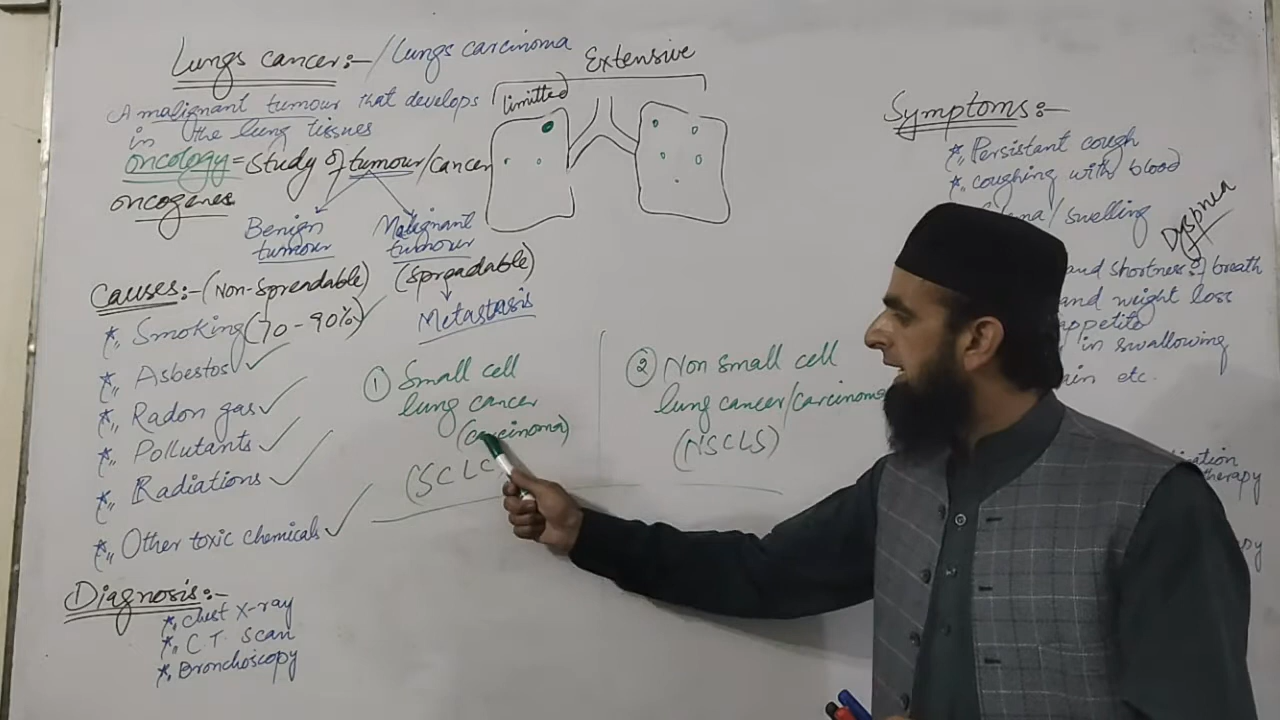 Lungs cancer:-/Lungs carcinoma
A malignant tumour that develops
in the lung tissues
oncology = study of tumour/cancer
oncogenes
Benign
tumour
(Non-Spreadable)
Malignant
tumour
(Spreadable)
Metastasis
Extensive
limitted
Causes:-
*,, Smoking (70-90%)
*,, Asbestos
*,, Radon gas
*,, Pollutants
*,, Radiations
*,, Other toxic chemicals
Diagnosis:-
*,, Chest X-ray
*,, C.T. Scan
*,, Bronchoscopy
1 Small cell
lung cancer
(carcinoma)
(SCLC
2 Non small cell
lung cancer/carcinoma
(NSCLS)
Symptoms:-
*,, Persistant cough
*,, coughing with blood
/swelling
Dyspnea
and shortness of breath
and weight loss
appetite
in swallowing
etc.